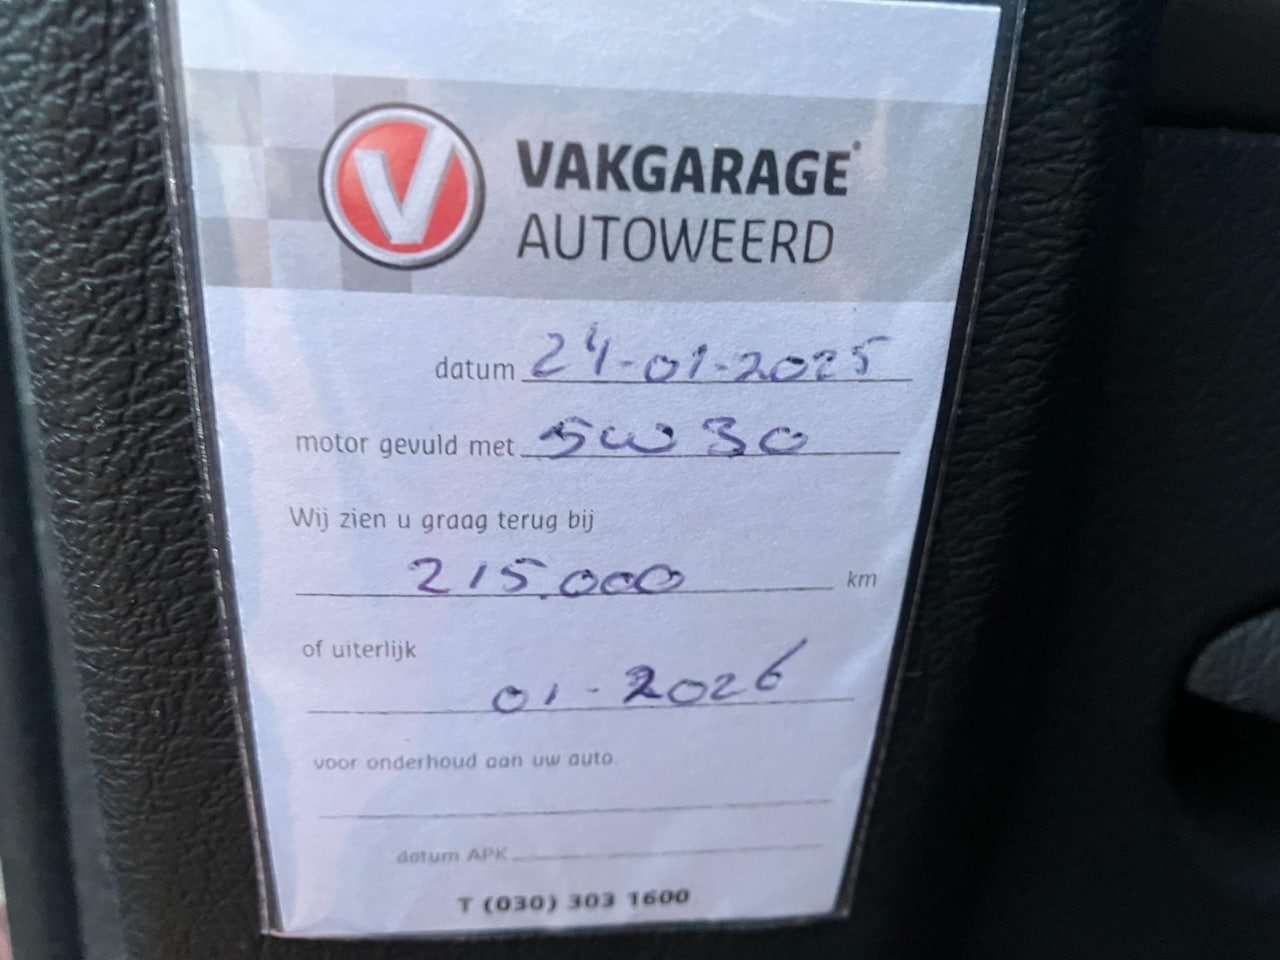 V
VAKGARAGE
AUTOWEERD
datum 24-01-2025
motor gevuld met 5W30
Wij zien u graag terug bij
215.000 km
of uiterlijk
01-2026
voor onderhoud aan uw auto.
datum APK
T (030) 303 1600